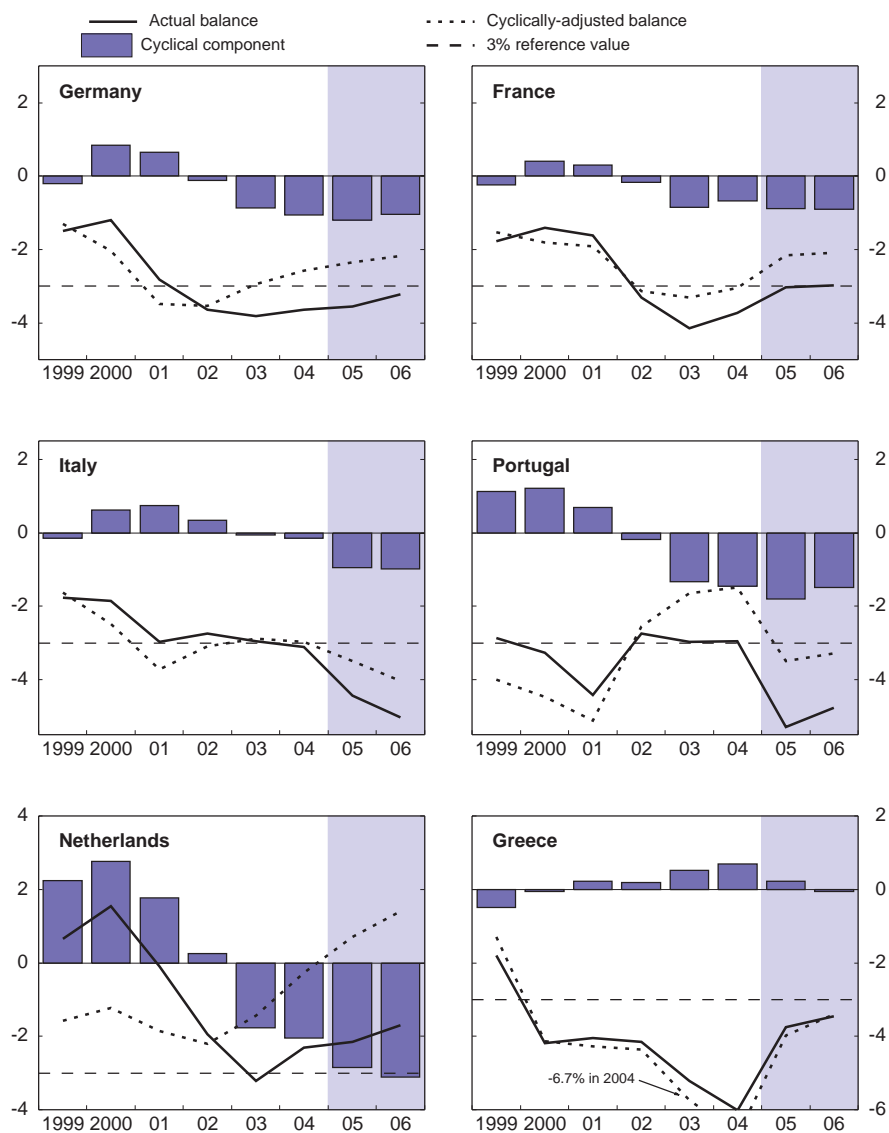 Actual balance
Cyclically-adjusted balance
Cyclical component
3% reference value
Germany
France
2
0
-2
-4
2
0
-2
-4
1999 2000 01 02 03 04 05 06
1999 2000 01 02 03 04 05 06
Italy
Portugal
2
0
-2
-4
2
0
-2
-4
1999 2000 01 02 03 04 05 06
1999 2000 01 02 03 04 05 06
Netherlands
Greece
4
2
0
-2
-4
2
0
-2
-4
-6
-6.7% in 2004
1999 2000 01 02 03 04 05 06
1999 2000 01 02 03 04 05 06